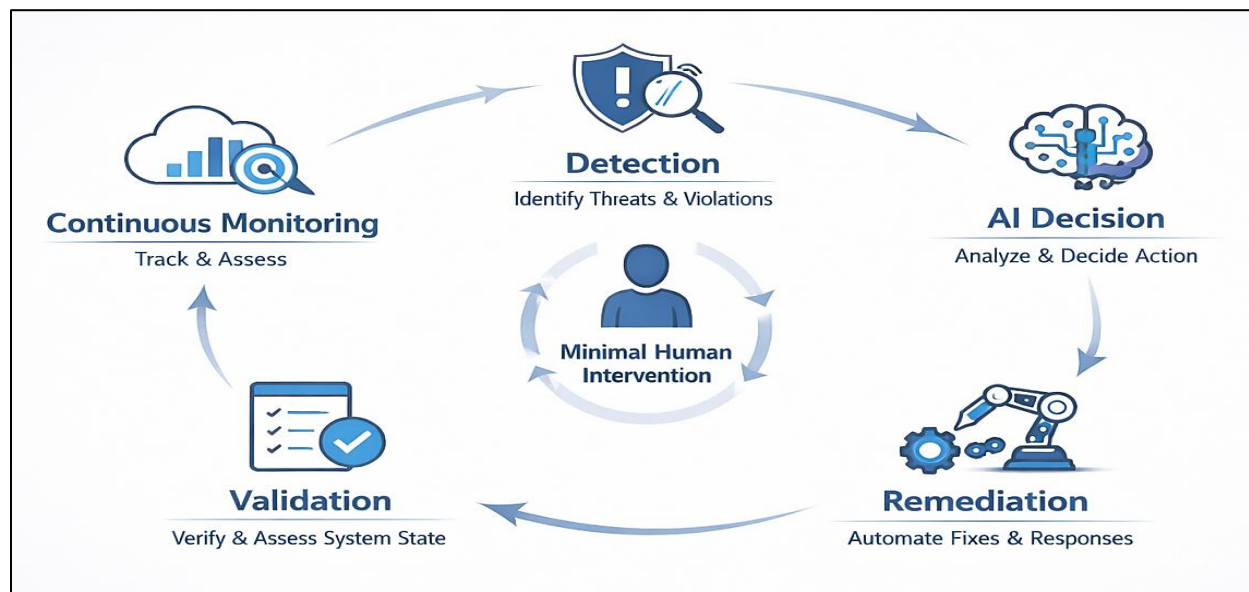 Detection
Identify Threats & Violations
Continuous Monitoring
Track & Assess
AI Decision
Analyze & Decide Action
Minimal Human
Intervention
Validation
Verify & Assess System State
Remediation
Automate Fixes & Responses